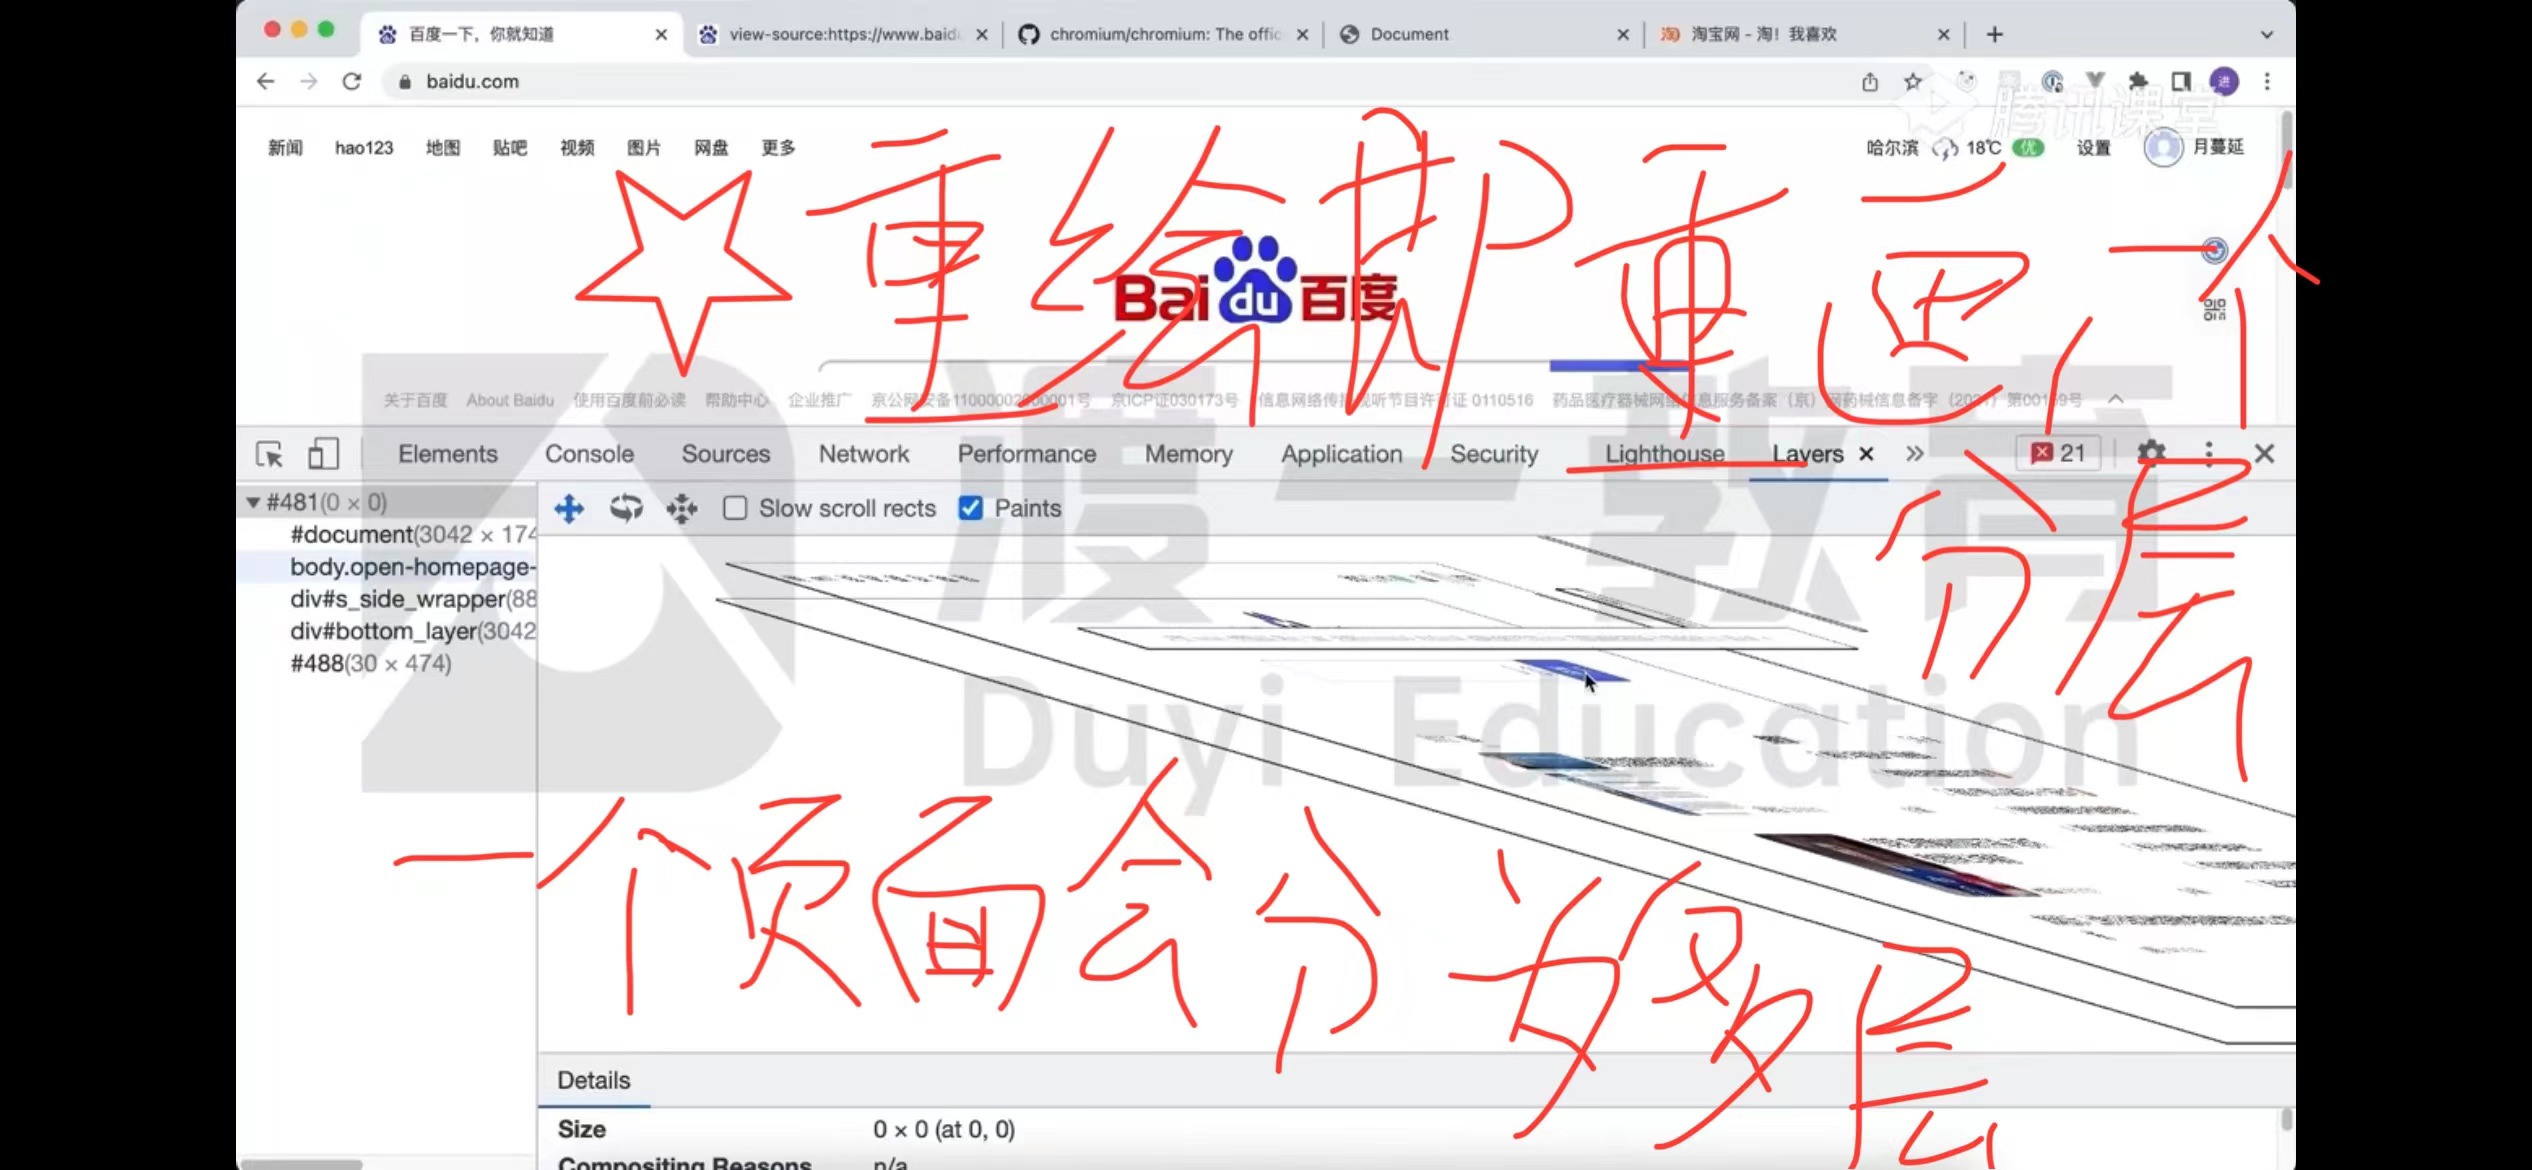 百度一下，你就知道
view-source:https://www.baid
chromium/chromium: The offic
Document
淘宝网 - 淘！我喜欢
baidu.com
腾讯课堂
新闻 hao123 地图 贴吧 视频 图片 网盘 更多
哈尔滨 18℃ 优 设置 月蔓延
☆重绘即重画一个
分层
Bai du 百度
关于百度 About Baidu 使用百度前必读 帮助中心 企业推广 京公网安备11000002000001号 京ICP证030173号 信息网络传播视听节目许可证 0110516 药品医疗器械网络信息服务备案（京）网药械信息备字（2021）第00159号
Elements Console Sources Network Performance Memory Application Security Lighthouse Layers 21
#481(0 × 0)
Slow scroll rects Paints
#document(3042 × 174
body.open-homepage-
div#s_side_wrapper(88
div#bottom_layer(3042
#488(30 × 474)
渡一教育
Duyi Education
一个页面会分为多层
Details
Size 0 × 0 (at 0, 0)
Compositing Reasons n/a